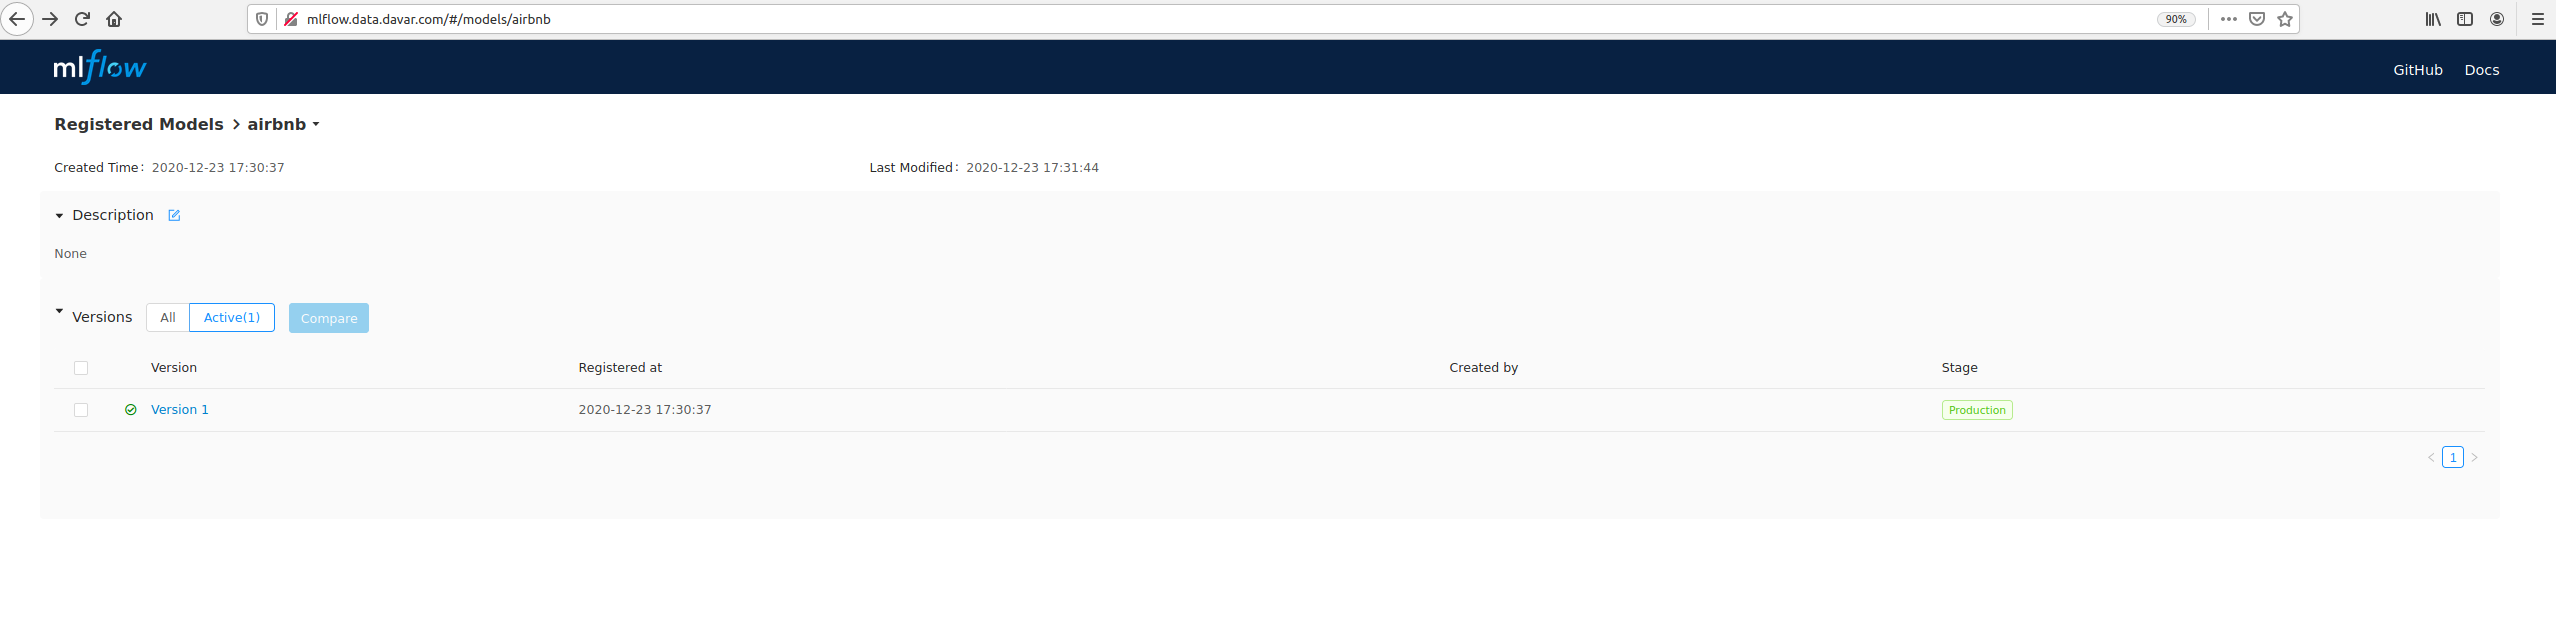 mlflow.data.davar.com/#/models/airbnb 90%
mlflow GitHub Docs
Registered Models > airbnb
Created Time: 2020-12-23 17:30:37 Last Modified: 2020-12-23 17:31:44
Description
None
Versions All Active(1) Compare
Version Registered at Created by Stage
Version 1 2020-12-23 17:30:37 Production
< 1 >